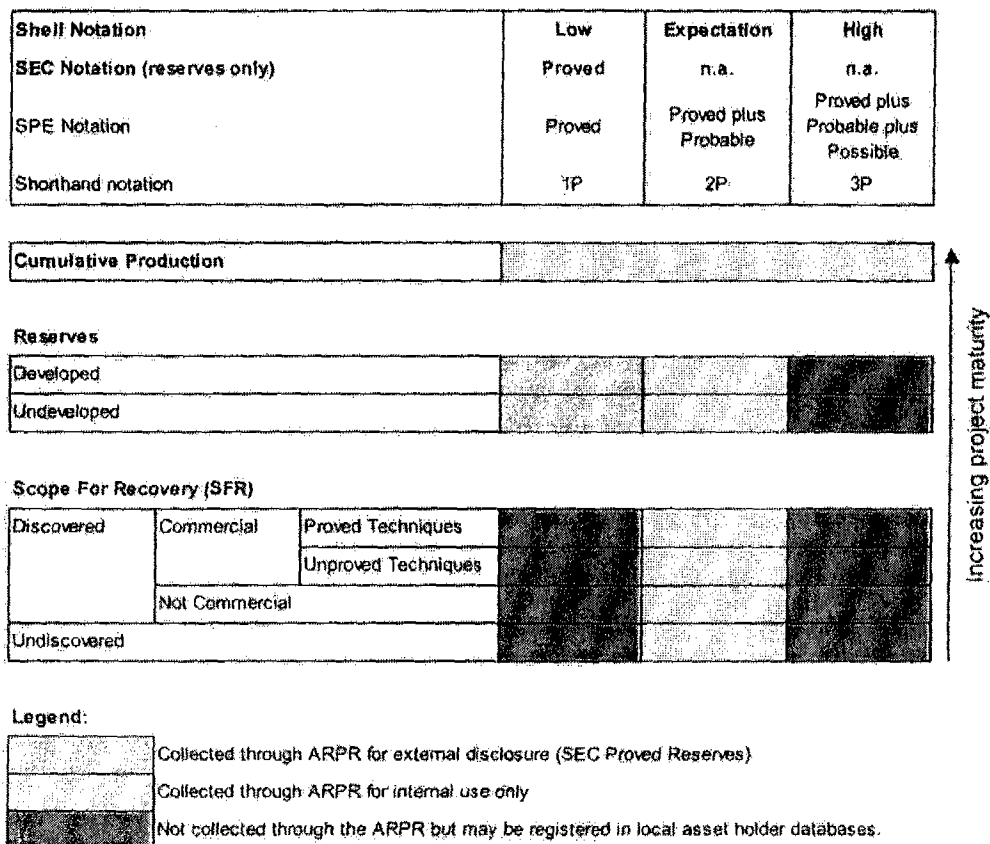 Shell Notation Low Expectation High
SEC Notation (reserves only) Proved n.a. n.a.
SPE Notation Proved Proved plus Probable Proved plus Probable plus Possible
Shorthand notation 1P 2P 3P
Cumulative Production
Increasing project maturity
Reserves
Developed
Undeveloped
Scope For Recovery (SFR)
Discovered Commercial Proved Techniques
Unproved Techniques
Not Commercial
Undiscovered
Legend:
Collected through ARPR for external disclosure (SEC Proved Reserves)
Collected through ARPR for internal use only
Not collected through the ARPR but may be registered in local asset holder databases.